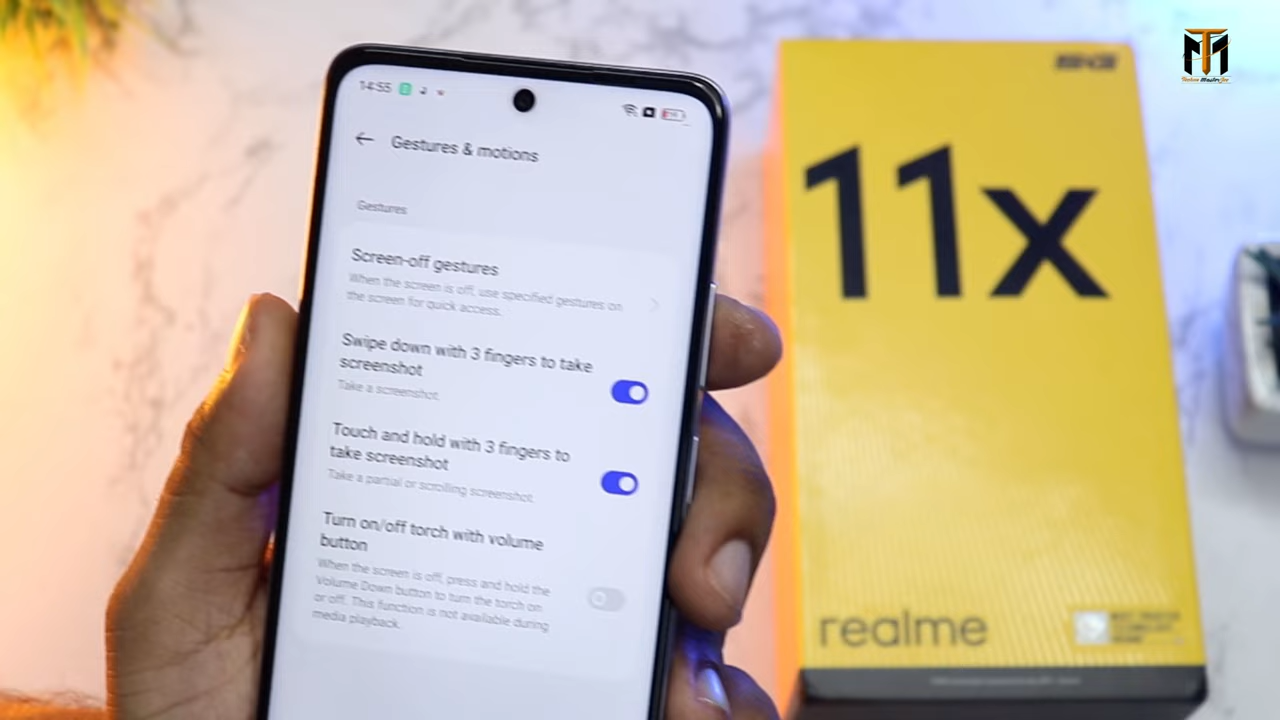 14:55
Gestures & motions
Gestures
Screen-off gestures
When the screen is off, use specified gestures on
the screen for quick access.
Swipe down with 3 fingers to take
screenshot
Take a screenshot.
Touch and hold with 3 fingers to
take screenshot
Take a partial or scrolling screenshot.
Turn on/off torch with volume
button
When the screen is off, press and hold the
Volume Down button to turn the torch on
or off. This function is not available during
media playback.
11x
realme